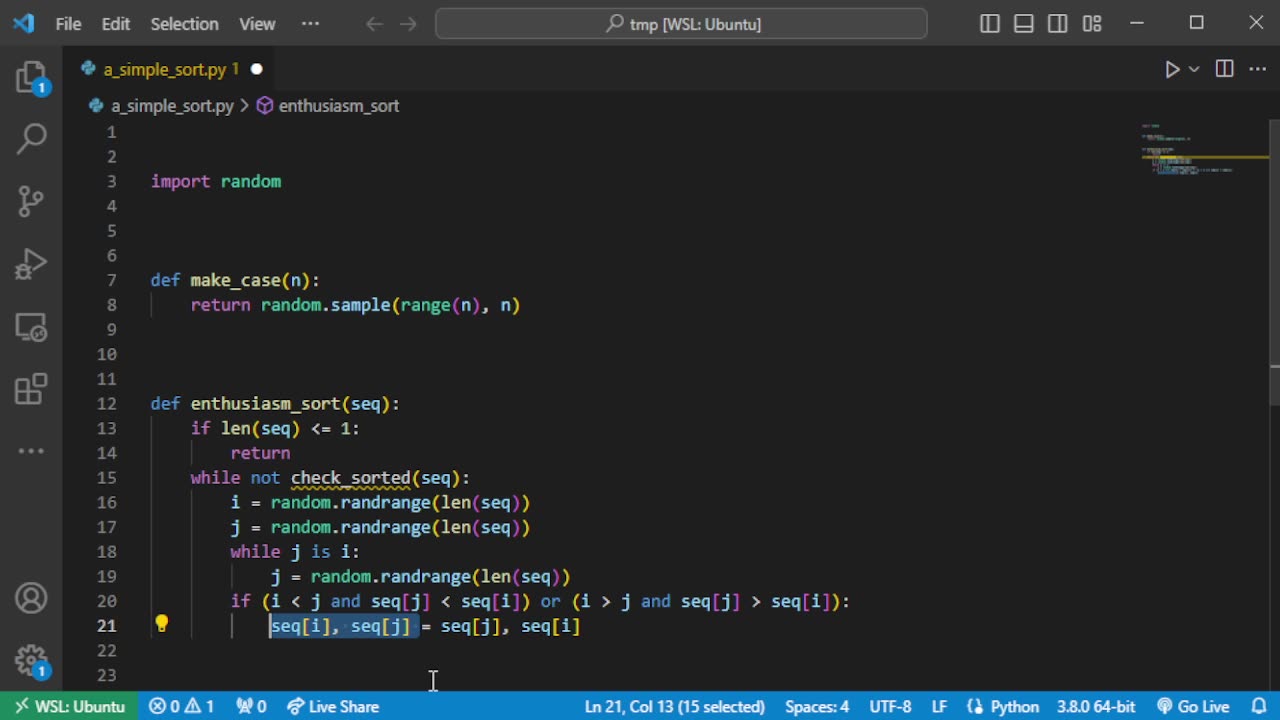 File Edit Selection View ··· tmp [WSL: Ubuntu]
a_simple_sort.py 1
a_simple_sort.py > enthusiasm_sort
1
2
3 import random
4
5
6
7 def make_case(n):
8 return random.sample(range(n), n)
9
10
11
12 def enthusiasm_sort(seq):
13 if len(seq) <= 1:
14 return
15 while not check_sorted(seq):
16 i = random.randrange(len(seq))
17 j = random.randrange(len(seq))
18 while j is i:
19 j = random.randrange(len(seq))
20 if (i < j and seq[j] < seq[i]) or (i > j and seq[j] > seq[i]):
21 seq[i], seq[j] = seq[j], seq[i]
22
23
1
1
WSL: Ubuntu 0 1 0 Live Share Ln 21, Col 13 (15 selected) Spaces: 4 UTF-8 LF Python 3.8.0 64-bit Go Live